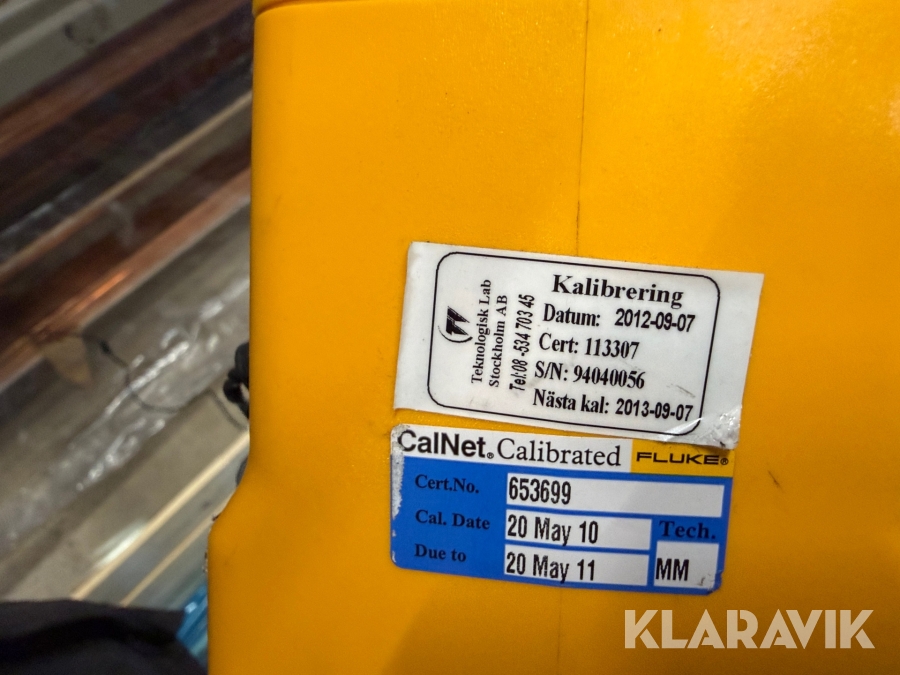 Kalibrering
Datum: 2012-09-07
Cert: 113307
S/N: 94040056
Nästa kal: 2013-09-07
Teknologisk Lab
Stockholm AB
Tel:08-534 703 45
CalNet® Calibrated FLUKE®
Cert.No. 653699
Cal. Date 20 May 10 Tech.
Due to 20 May 11 MM
KLARAVIK